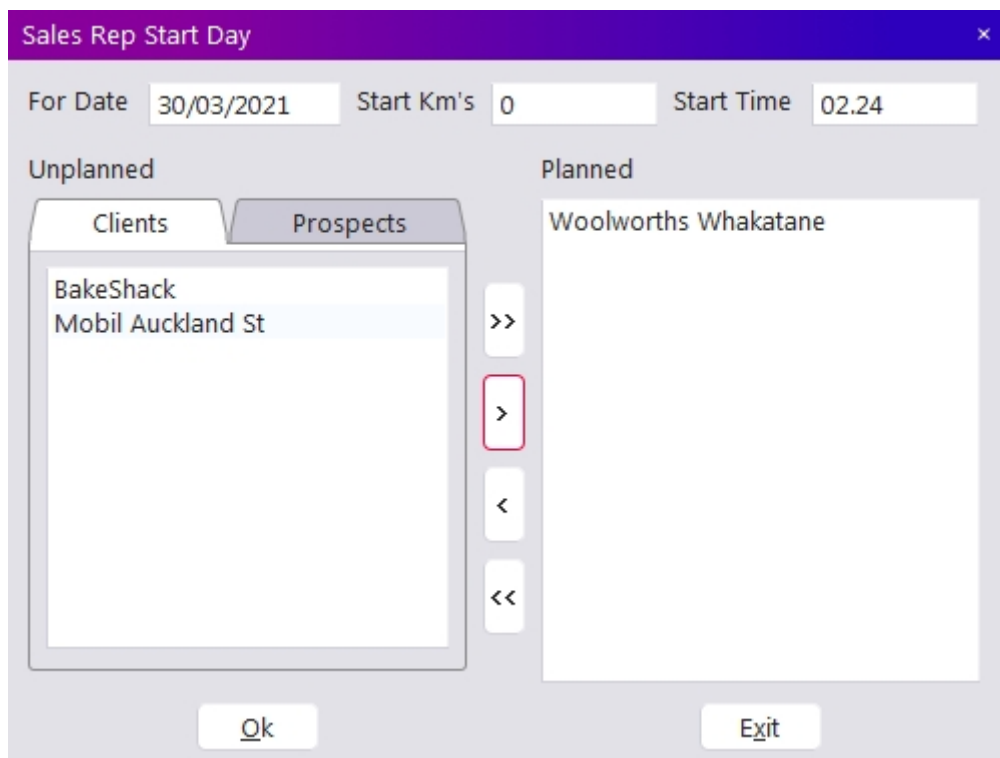 Sales Rep Start Day ×
For Date 30/03/2021 Start Km's 0 Start Time 02.24
Unplanned Planned
Clients Prospects
Woolworths Whakatane
BakeShack
Mobil Auckland St
>>
>
<
<<
Ok Exit